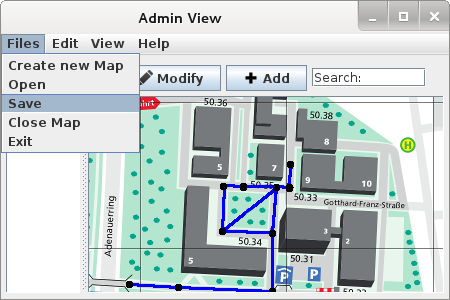 Admin View
Files Edit View Help
Create new Map
Open
Save
Close Map
Exit
Modify
Add
Search:
50.36
50.38
8
5
7
9
10
50.33
Gotthard-Franz-Straße
Adenauerring
50.34
3
2
5
50.31
P
P
H